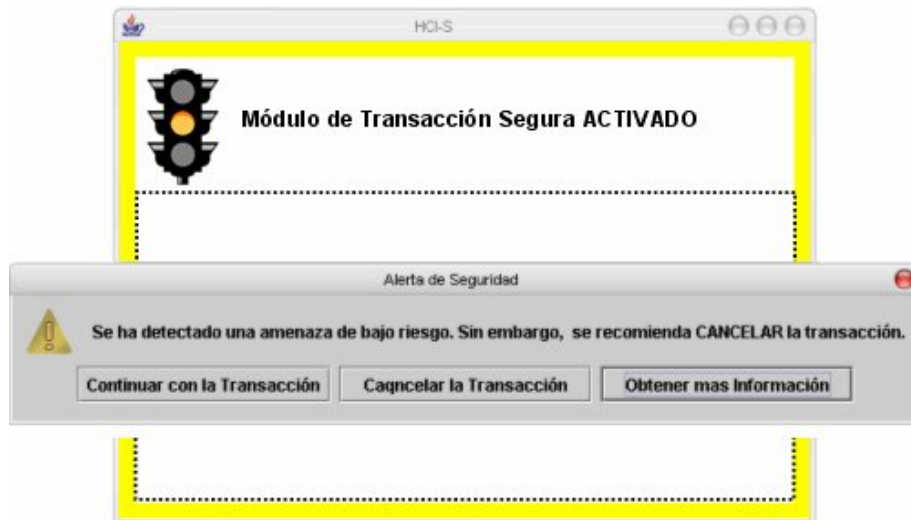 HCI-S
Módulo de Transacción Segura ACTIVADO
Alerta de Seguridad
Se ha detectado una amenaza de bajo riesgo. Sin embargo, se recomienda CANCELAR la transacción.
Continuar con la Transacción
Caqncelar la Transacción
Obtener mas Información